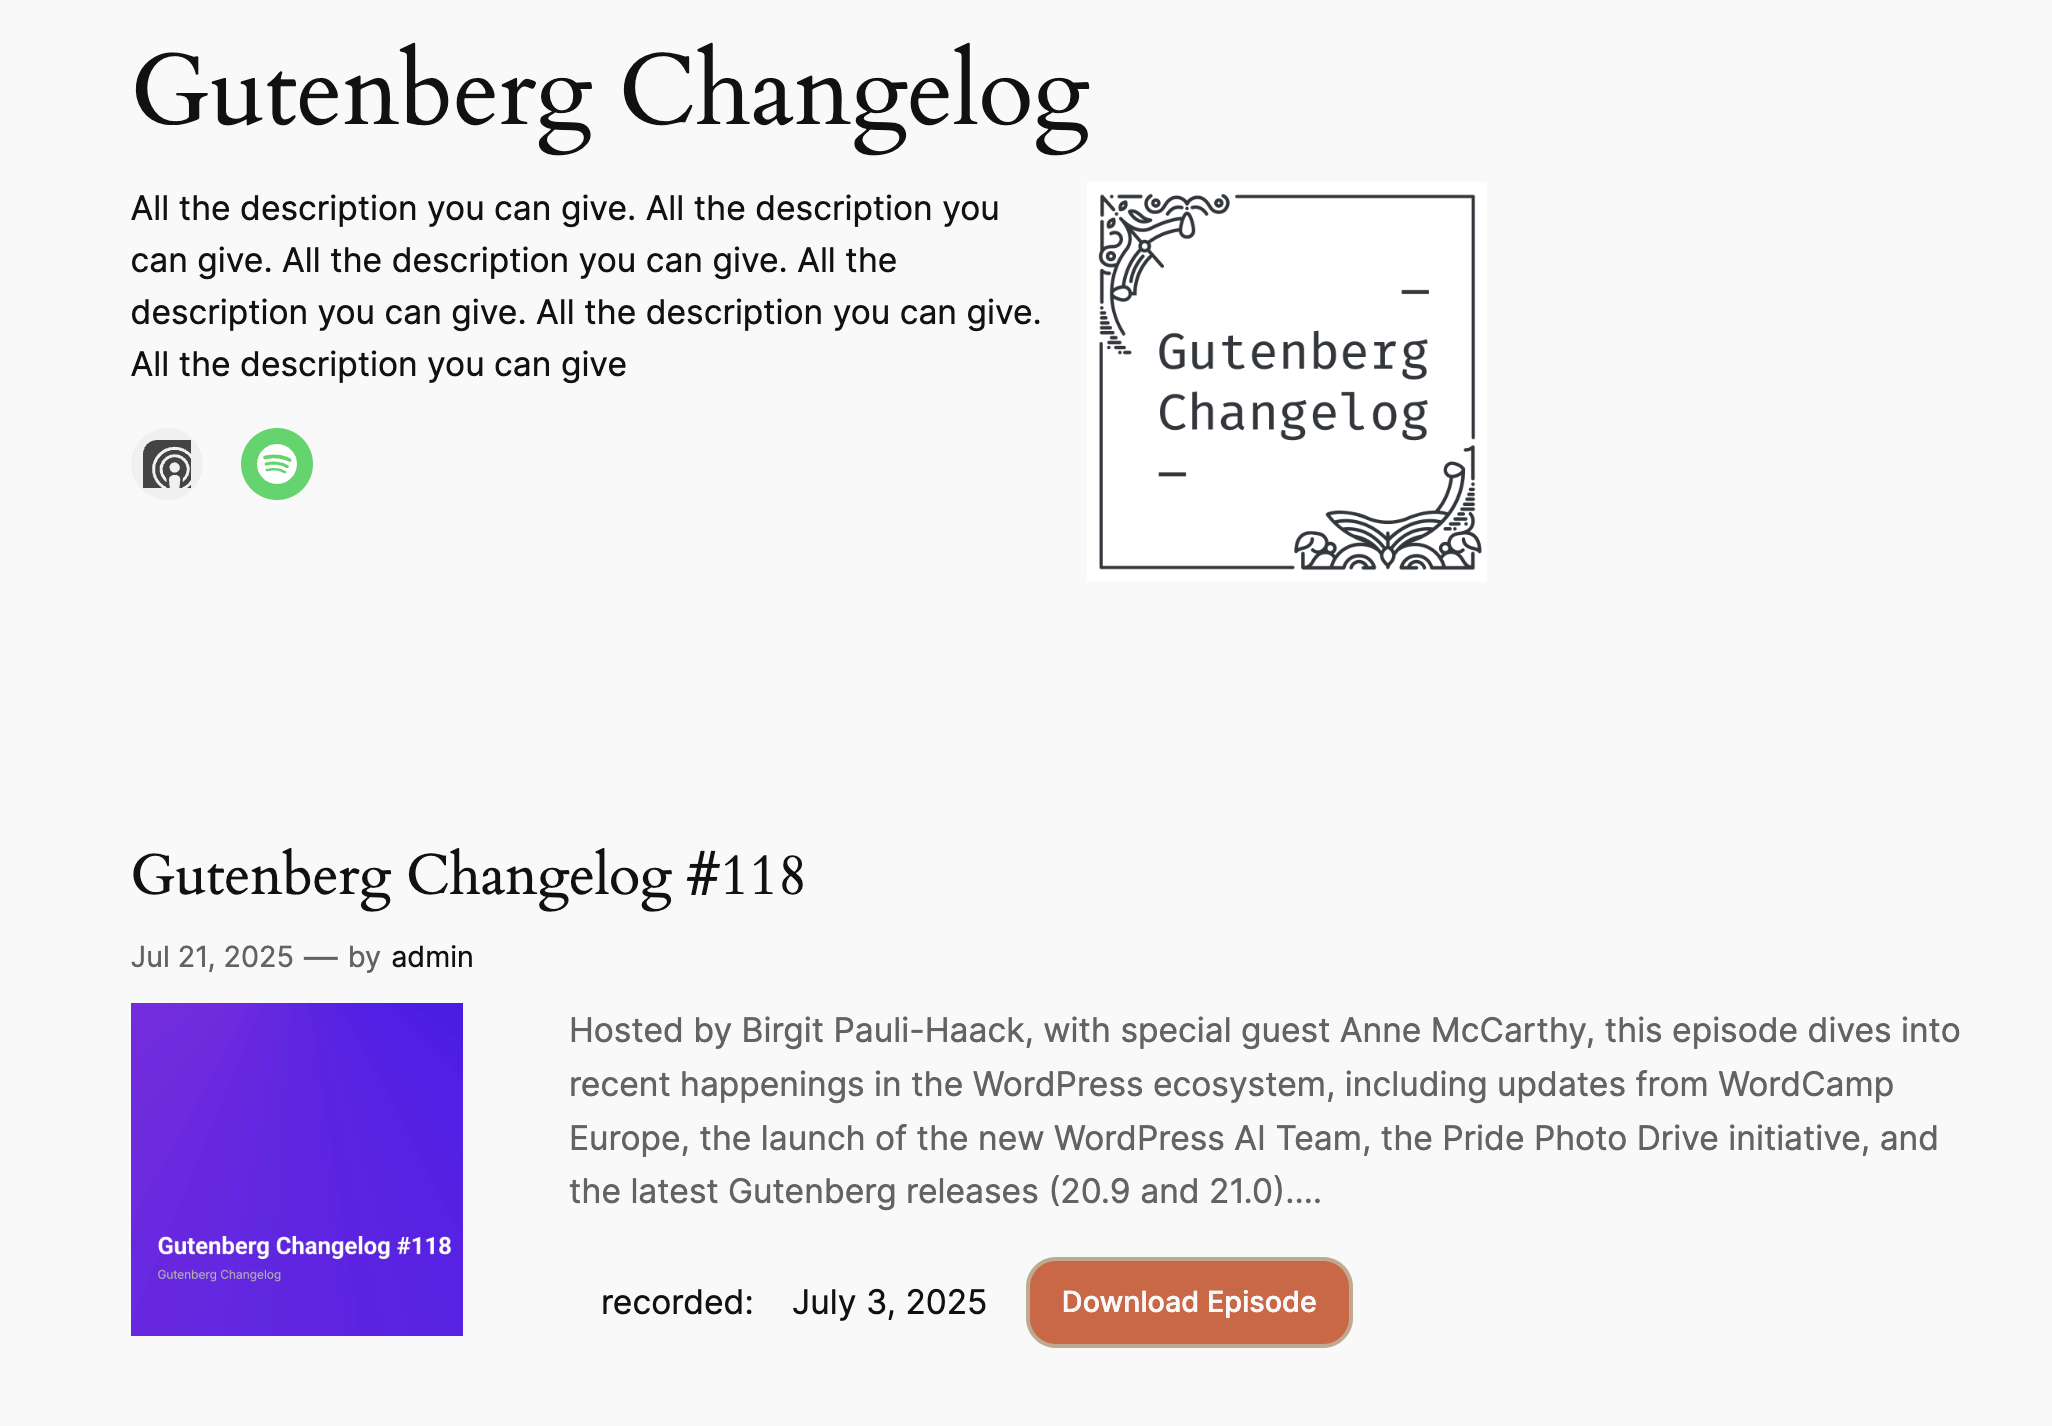 Gutenberg Changelog
All the description you can give. All the description you
can give. All the description you can give. All the
description you can give. All the description you can give.
All the description you can give
– 
Gutenberg
Changelog
–
Gutenberg Changelog #118
Jul 21, 2025 — by admin
Gutenberg Changelog #118
Gutenberg Changelog
Hosted by Birgit Pauli-Haack, with special guest Anne McCarthy, this episode dives into
recent happenings in the WordPress ecosystem, including updates from WordCamp
Europe, the launch of the new WordPress AI Team, the Pride Photo Drive initiative, and
the latest Gutenberg releases (20.9 and 21.0)….
recorded: July 3, 2025 Download Episode